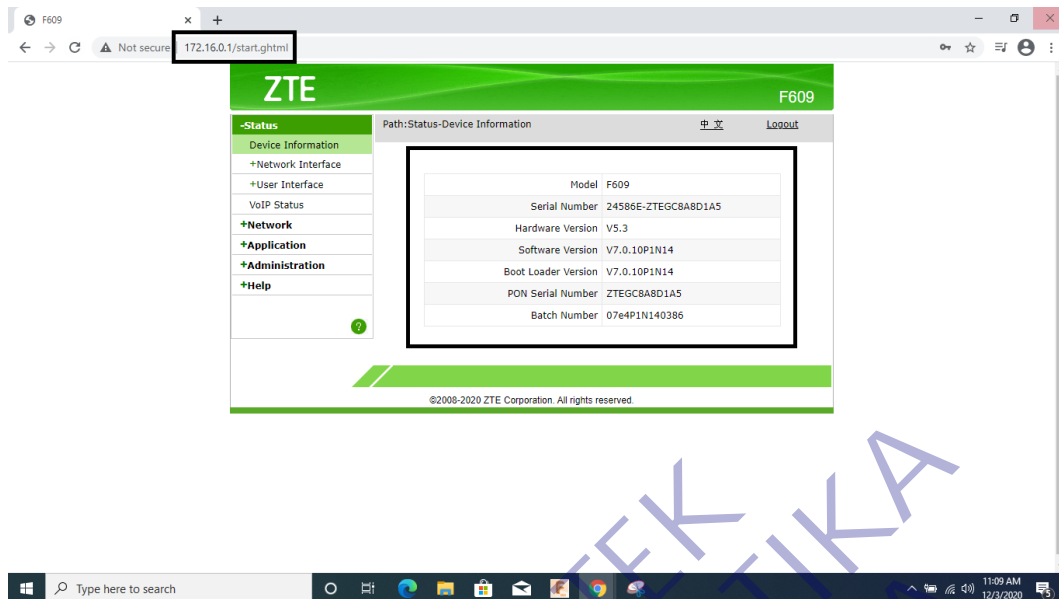 F609
Not secure 172.16.0.1/start.ghtml
ZTE
F609
-Status
Path:Status-Device Information 中文 Logout
Device Information
+Network Interface
+User Interface
VoIP Status
+Network
+Application
+Administration
+Help
Model F609
Serial Number 24586E-ZTEGC8A8D1A5
Hardware Version V5.3
Software Version V7.0.10P1N14
Boot Loader Version V7.0.10P1N14
PON Serial Number ZTEGC8A8D1A5
Batch Number 07e4P1N140386
?
©2008-2020 ZTE Corporation. All rights reserved.
Type here to search
11:09 AM
12/3/2020
5